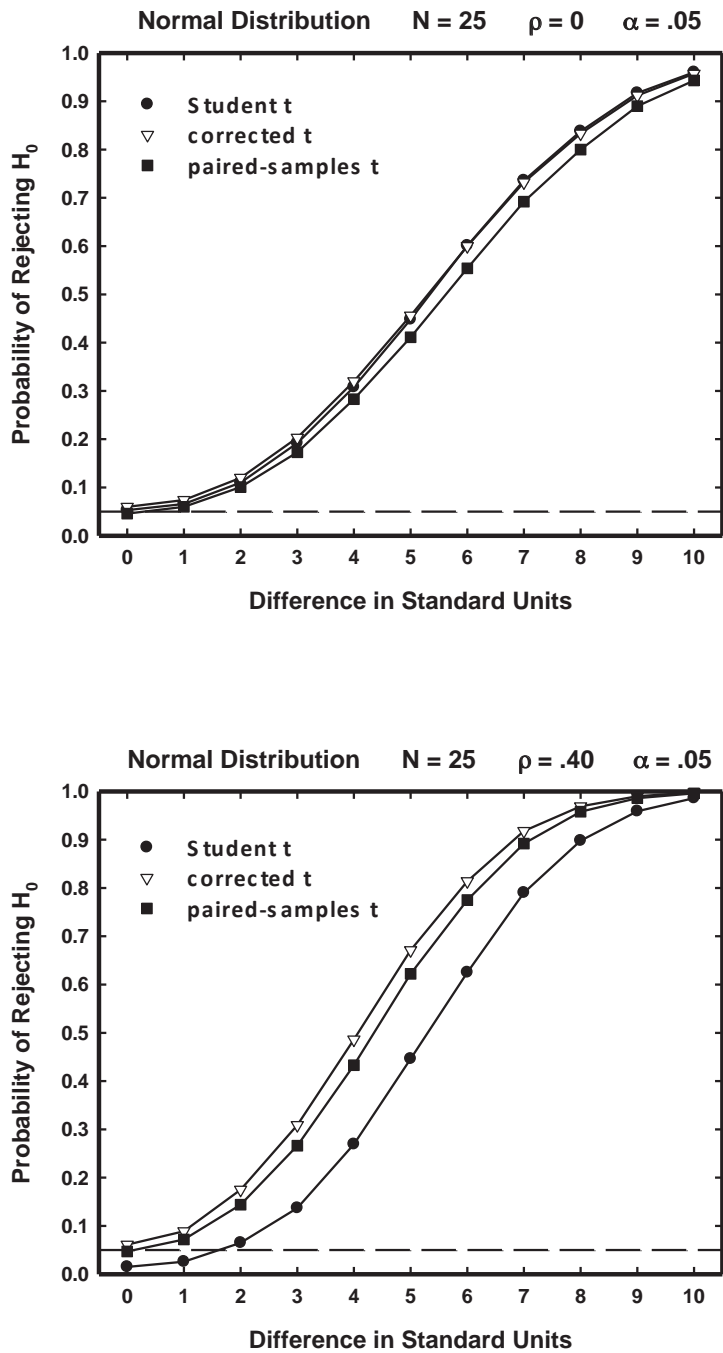 Normal Distribution N = 25 ρ = 0 α = .05
1.0
0.9
0.8
0.7
0.6
0.5
0.4
0.3
0.2
0.1
0.0
Probability of Rejecting H0
Student t
corrected t
paired-samples t
0 1 2 3 4 5 6 7 8 9 10
Difference in Standard Units
Normal Distribution N = 25 ρ = .40 α = .05
1.0
0.9
0.8
0.7
0.6
0.5
0.4
0.3
0.2
0.1
0.0
Probability of Rejecting H0
Student t
corrected t
paired-samples t
0 1 2 3 4 5 6 7 8 9 10
Difference in Standard Units